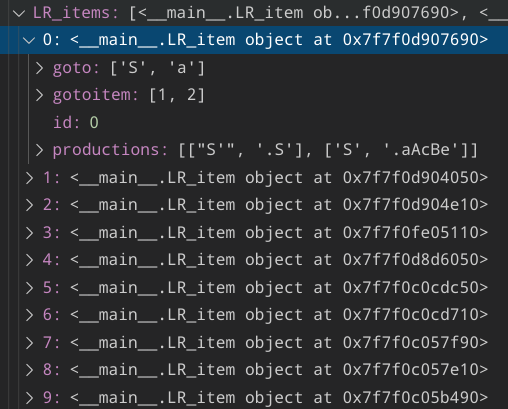 LR_items: [<__main__.LR_item ob...f0d907690>, <__
0: <__main__.LR_item object at 0x7f7f0d907690>
goto: ['S', 'a']
gotoitem: [1, 2]
id: 0
productions: [["S'", '.S'], ['S', '.aAcBe']]
1: <__main__.LR_item object at 0x7f7f0d904050>
2: <__main__.LR_item object at 0x7f7f0d904e10>
3: <__main__.LR_item object at 0x7f7f0fe05110>
4: <__main__.LR_item object at 0x7f7f0d8d6050>
5: <__main__.LR_item object at 0x7f7f0c0cdc50>
6: <__main__.LR_item object at 0x7f7f0c0cd710>
7: <__main__.LR_item object at 0x7f7f0c057f90>
8: <__main__.LR_item object at 0x7f7f0c057e10>
9: <__main__.LR_item object at 0x7f7f0c05b490>